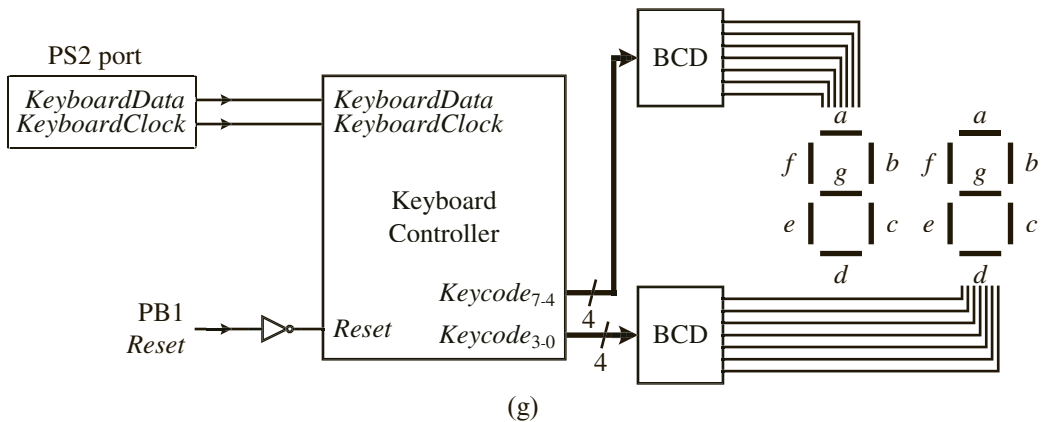 PS2 port
KeyboardData
KeyboardClock
KeyboardData
KeyboardClock
Keyboard
Controller
Keycode7-4
Keycode3-0
Reset
PB1
Reset
4
4
BCD
BCD
a
f
b
g
e
c
d
a
f
b
g
e
c
d
(g)